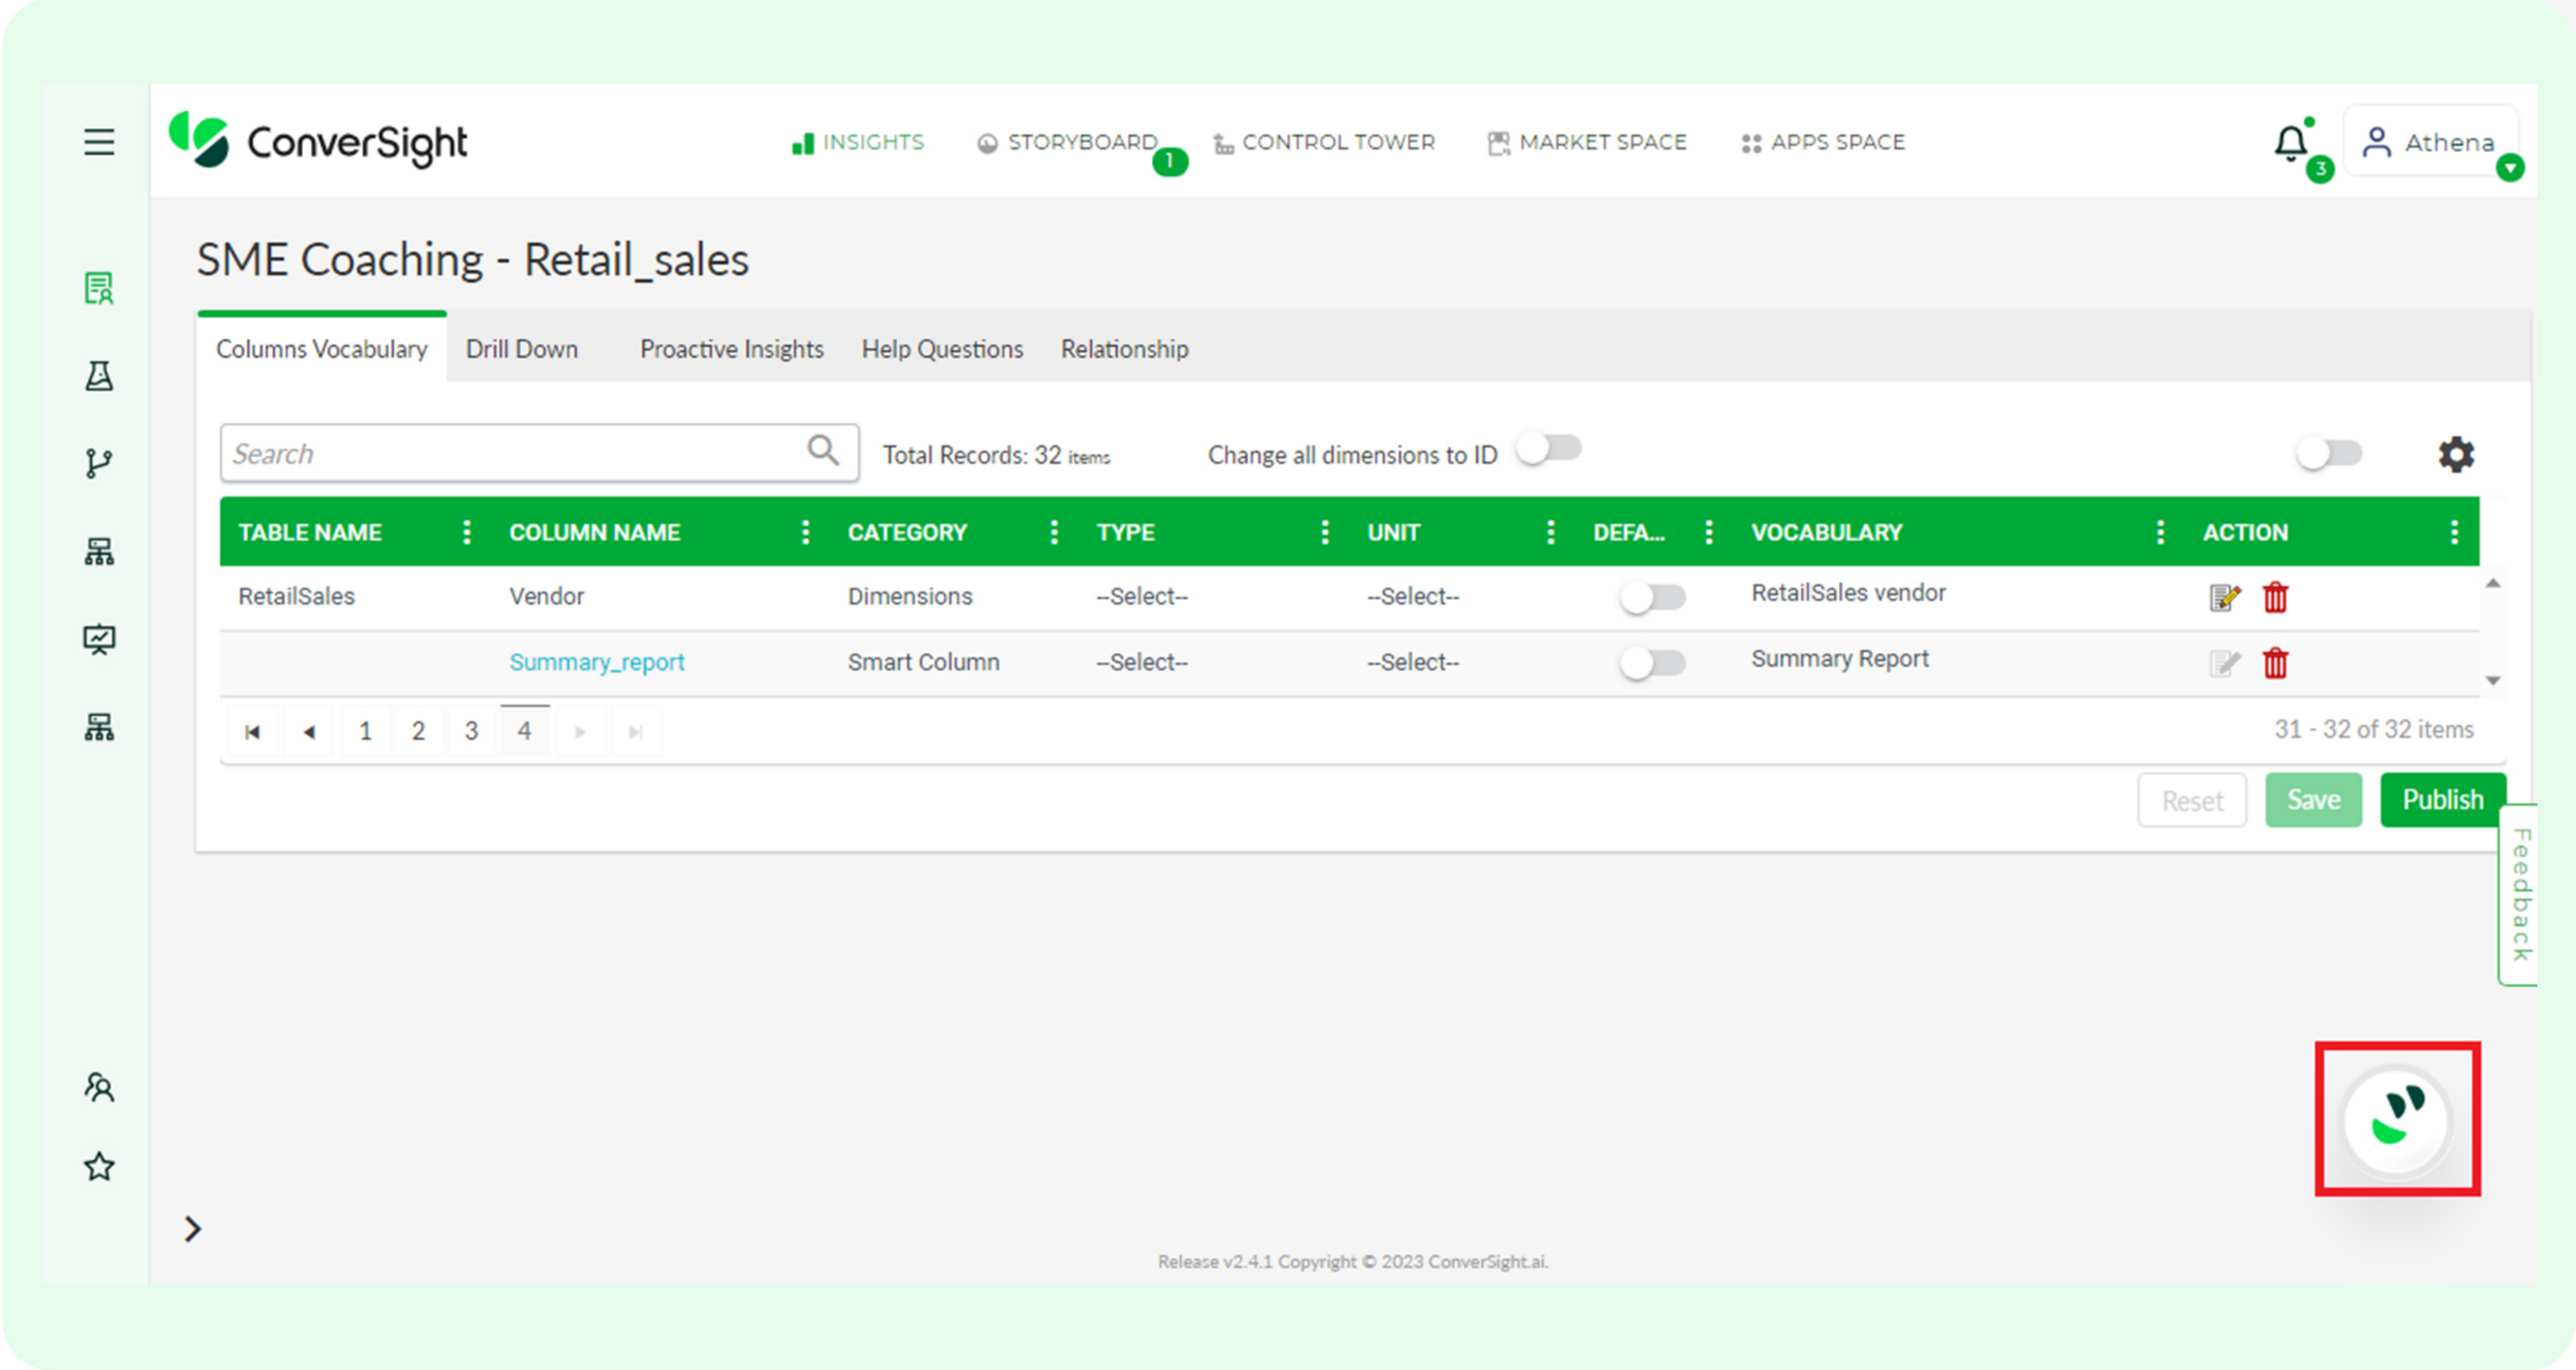 ConverSight
INSIGHTS STORYBOARD 1 CONTROL TOWER MARKET SPACE APPS SPACE 3 Athena
SME Coaching - Retail_sales
Columns Vocabulary Drill Down Proactive Insights Help Questions Relationship
Search Total Records: 32 items Change all dimensions to ID
TABLE NAME COLUMN NAME CATEGORY TYPE UNIT DEFA... VOCABULARY ACTION
RetailSales Vendor Dimensions --Select-- --Select-- RetailSales vendor
Summary_report Smart Column --Select-- --Select-- Summary Report
1 2 3 4 31 - 32 of 32 items
Reset Save Publish
Feedback
Release v2.4.1 Copyright © 2023 ConverSight.ai.